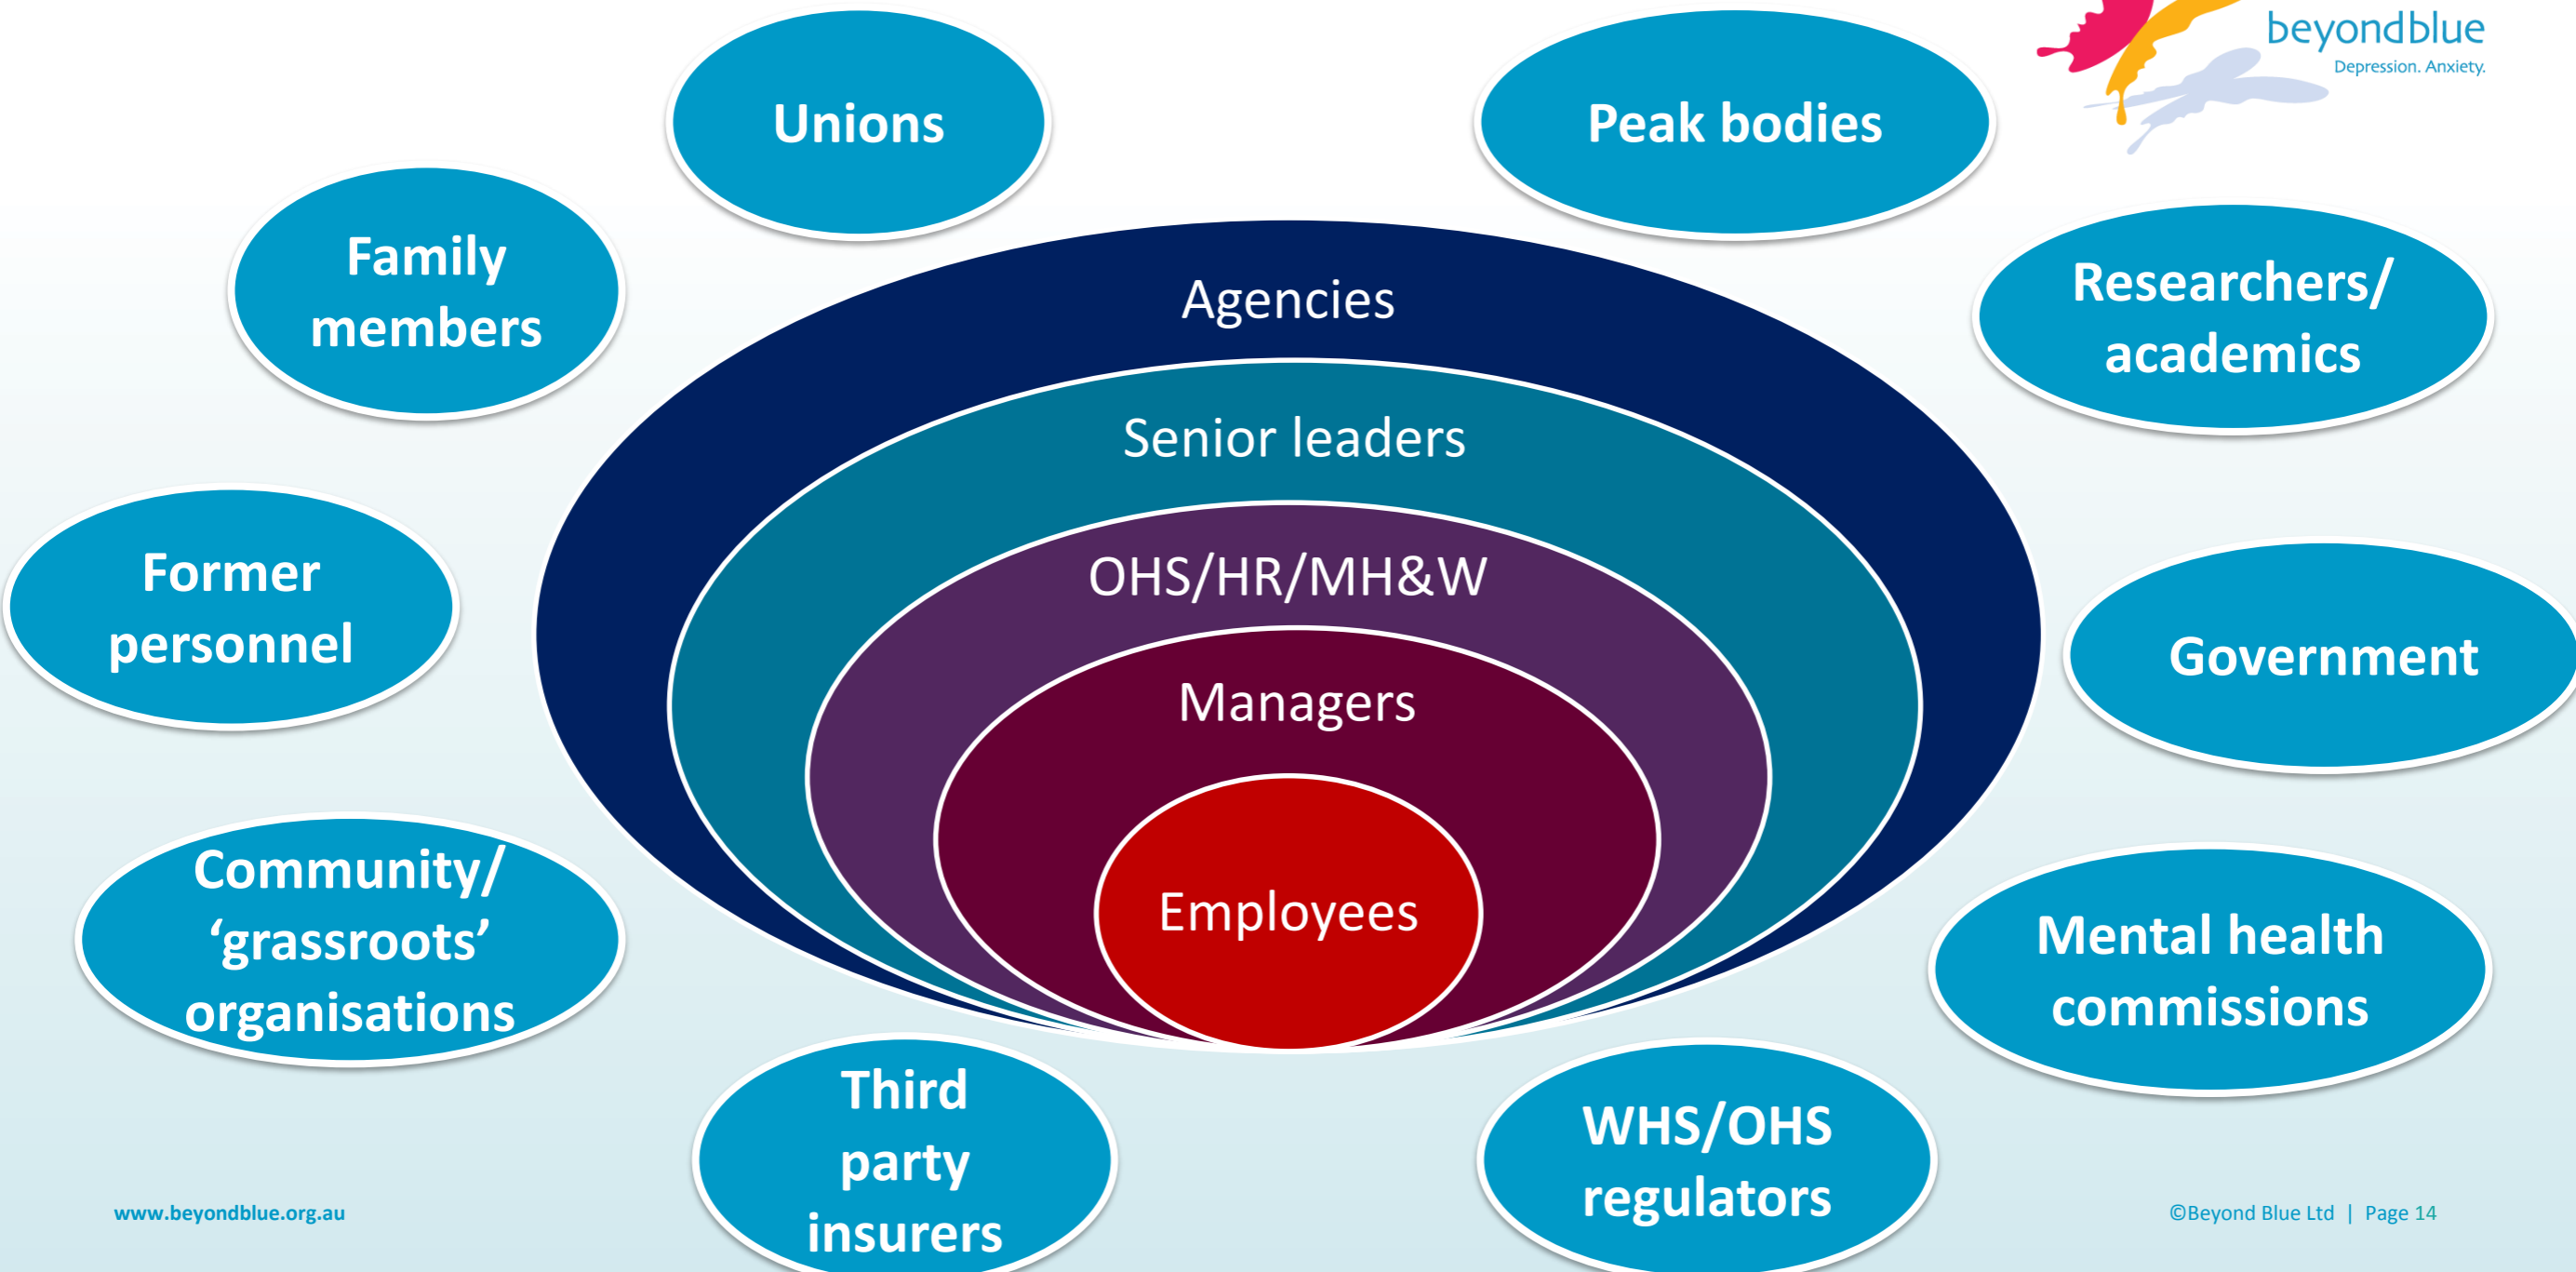 beyondblue
Depression. Anxiety.
Unions
Peak bodies
Family
members
Researchers/
academics
Agencies
Senior leaders
OHS/HR/MH&W
Managers
Employees
Former
personnel
Government
Community/
‘grassroots’
organisations
Mental health
commissions
Third
party
insurers
WHS/OHS
regulators
www.beyondblue.org.au
©Beyond Blue Ltd | Page 14